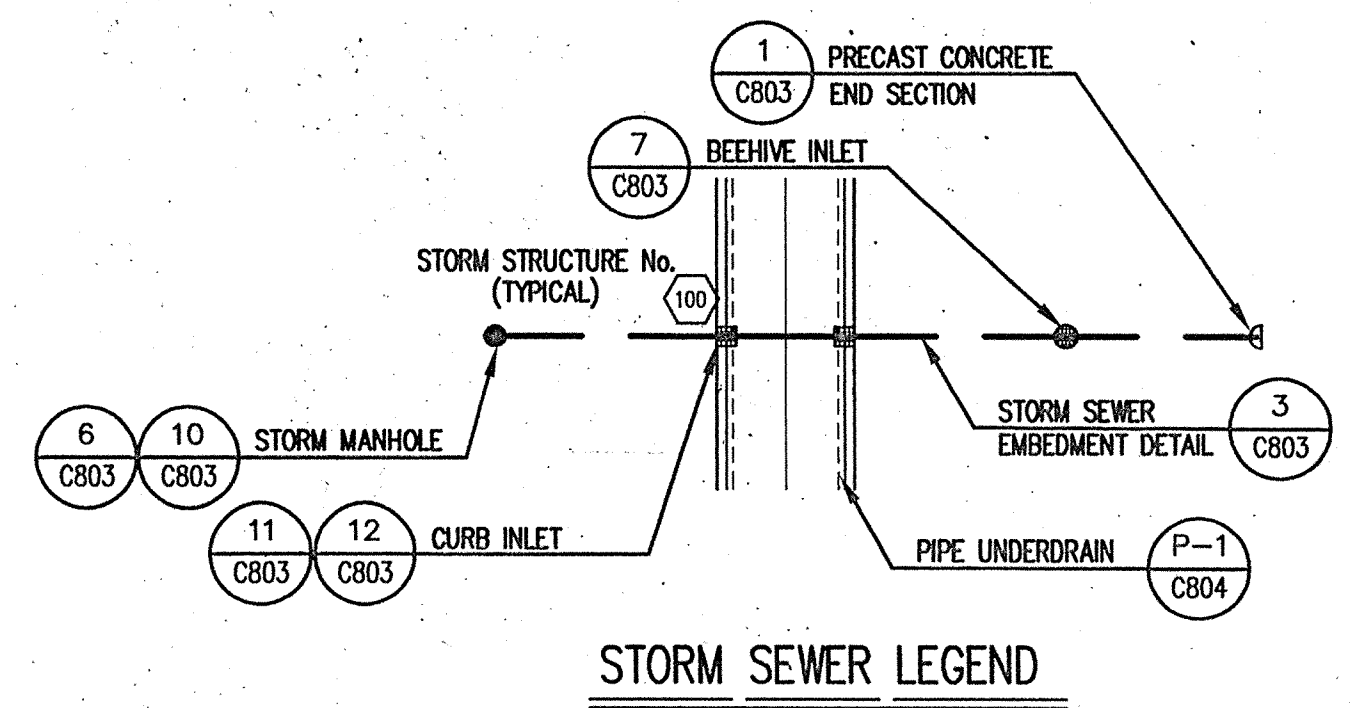 1
C803
PRECAST CONCRETE
END SECTION
7
C803
BEEHIVE INLET
STORM STRUCTURE No.
(TYPICAL)
100
6
C803
10
C803
STORM MANHOLE
STORM SEWER
EMBEDMENT DETAIL
3
C803
11
C803
12
C803
CURB INLET
PIPE UNDERDRAIN
P-1
C804
STORM SEWER LEGEND